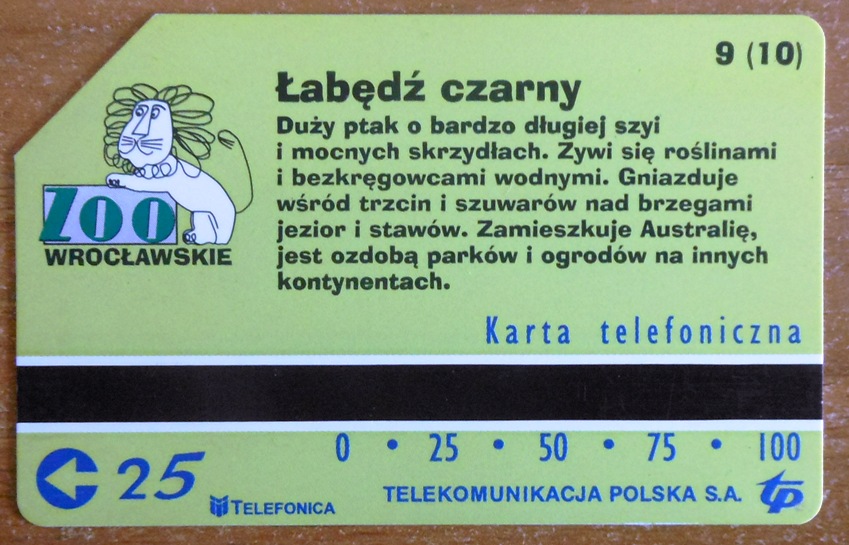 9 (10)
Łabędź czarny
Duży ptak o bardzo długiej szyi
i mocnych skrzydłach. Żywi się roślinami
i bezkręgowcami wodnymi. Gniazduje
wśród trzcin i szuwarów nad brzegami
jezior i stawów. Zamieszkuje Australię,
jest ozdobą parków i ogrodów na innych
kontynentach.
ZOO
WROCŁAWSKIE
Karta telefoniczna
0 • 25 • 50 • 75 • 100
25
TELEFONICA
TELEKOMUNIKACJA POLSKA S.A. tp